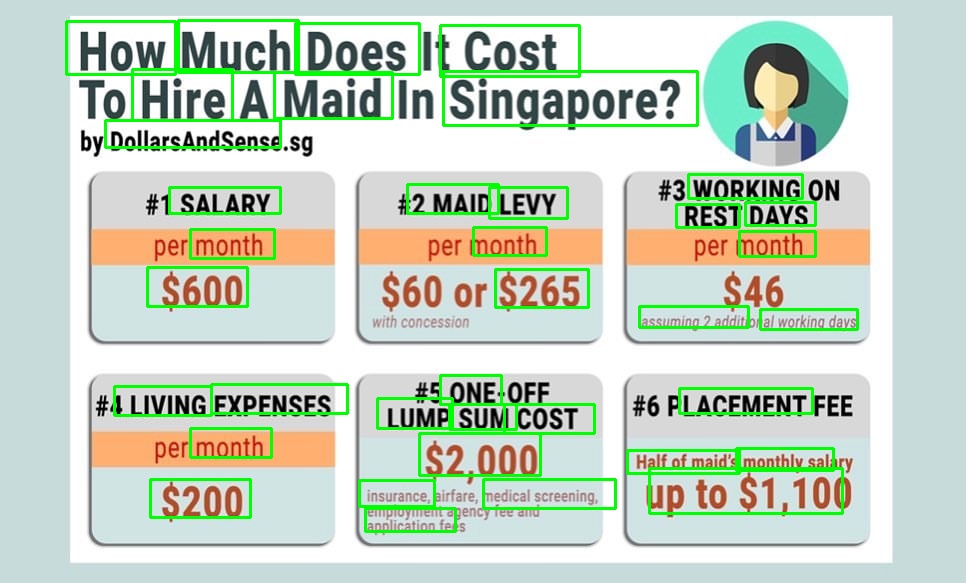 How Much Does It Cost
To Hire A Maid In Singapore?
by DollarsAndSense.sg
#1 SALARY
per month
$600
#2 MAID LEVY
per month
$60 or $265
with concession
#3 WORKING ON
REST DAYS
per month
$46
assuming 2 additional working days
#4 LIVING EXPENSES
per month
$200
#5 ONE-OFF
LUMP SUM COST
$2,000
insurance, airfare, medical screening,
employment agency fee and
application fees
#6 PLACEMENT FEE
Half of maid's monthly salary
up to $1,100